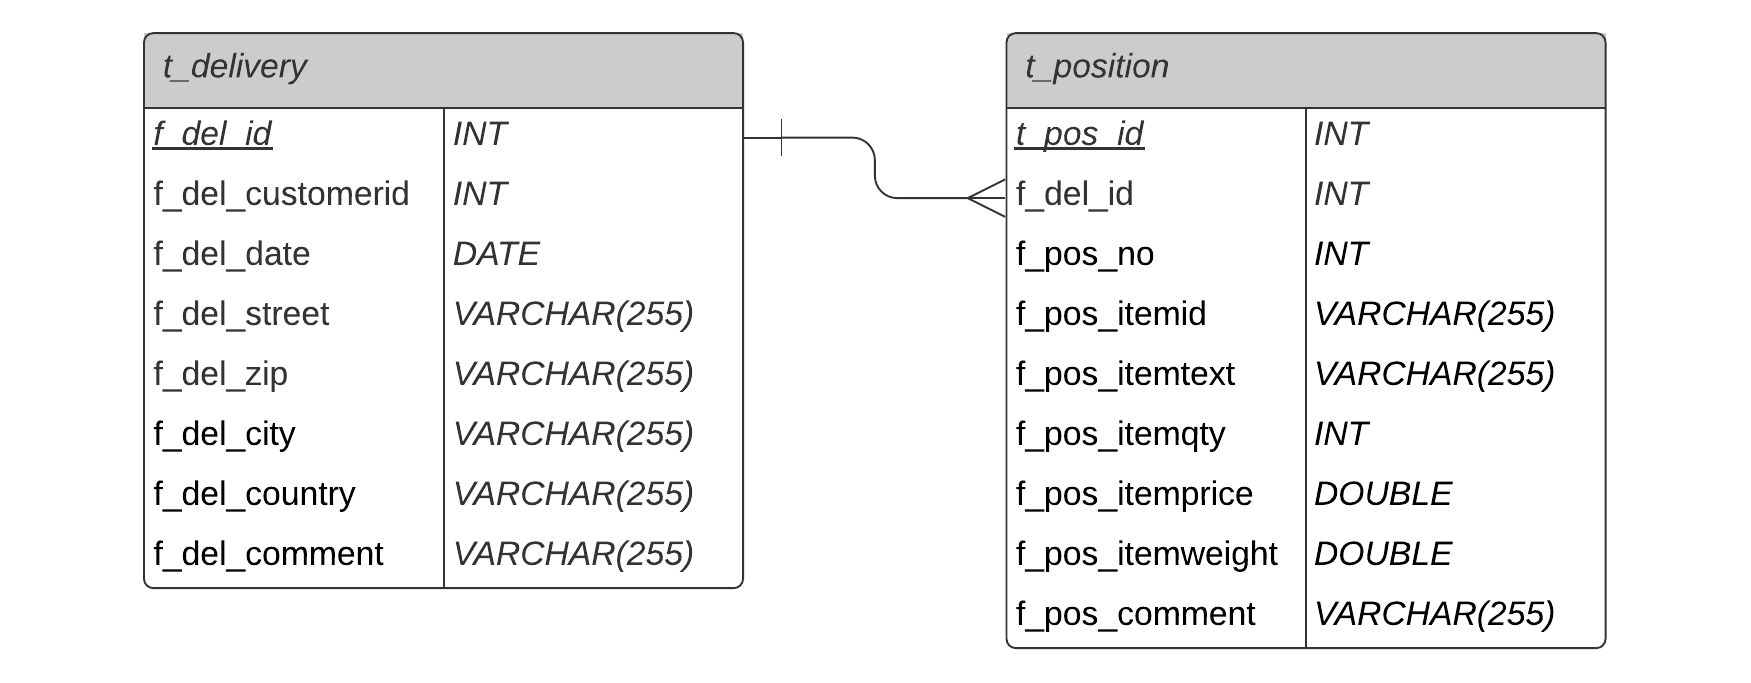 t_delivery
f_del_id INT
f_del_customerid INT
f_del_date DATE
f_del_street VARCHAR(255)
f_del_zip VARCHAR(255)
f_del_city VARCHAR(255)
f_del_country VARCHAR(255)
f_del_comment VARCHAR(255)
t_position
t_pos_id INT
f_del_id INT
f_pos_no INT
f_pos_itemid VARCHAR(255)
f_pos_itemtext VARCHAR(255)
f_pos_itemqty INT
f_pos_itemprice DOUBLE
f_pos_itemweight DOUBLE
f_pos_comment VARCHAR(255)